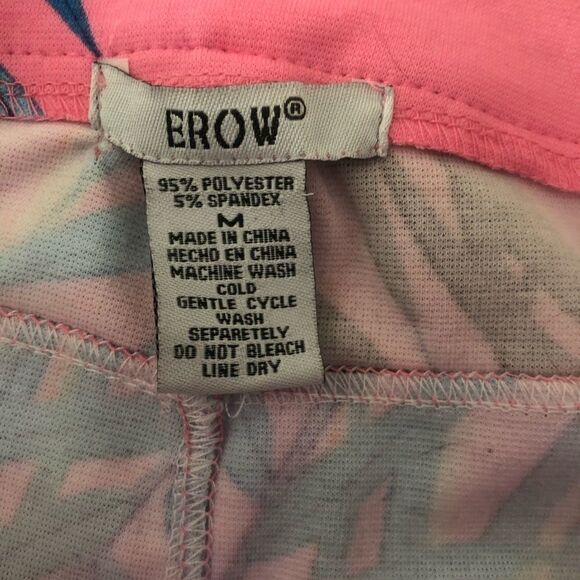 EROW®
95% POLYESTER
5% SPANDEX
M
MADE IN CHINA
HECHO EN CHINA
MACHINE WASH
COLD
GENTLE CYCLE
WASH
SEPARETELY
DO NOT BLEACH
LINE DRY